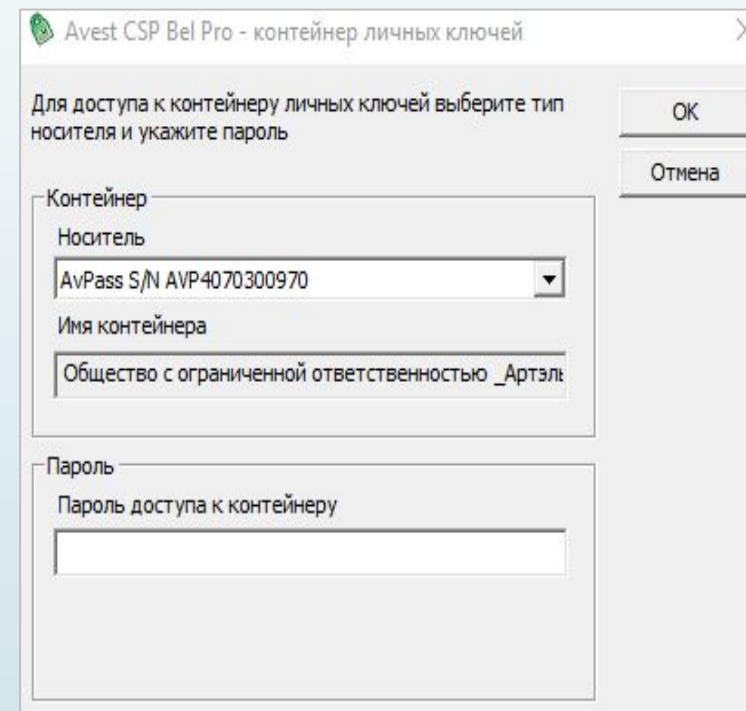 Avest CSP Bel Pro - контейнер личных ключей
Для доступа к контейнеру личных ключей выберите тип
носителя и укажите пароль
OK
Отмена
Контейнер
Носитель
AvPass S/N AVP4070300970
Имя контейнера
Общество с ограниченной ответственностью _Артэль
Пароль
Пароль доступа к контейнеру